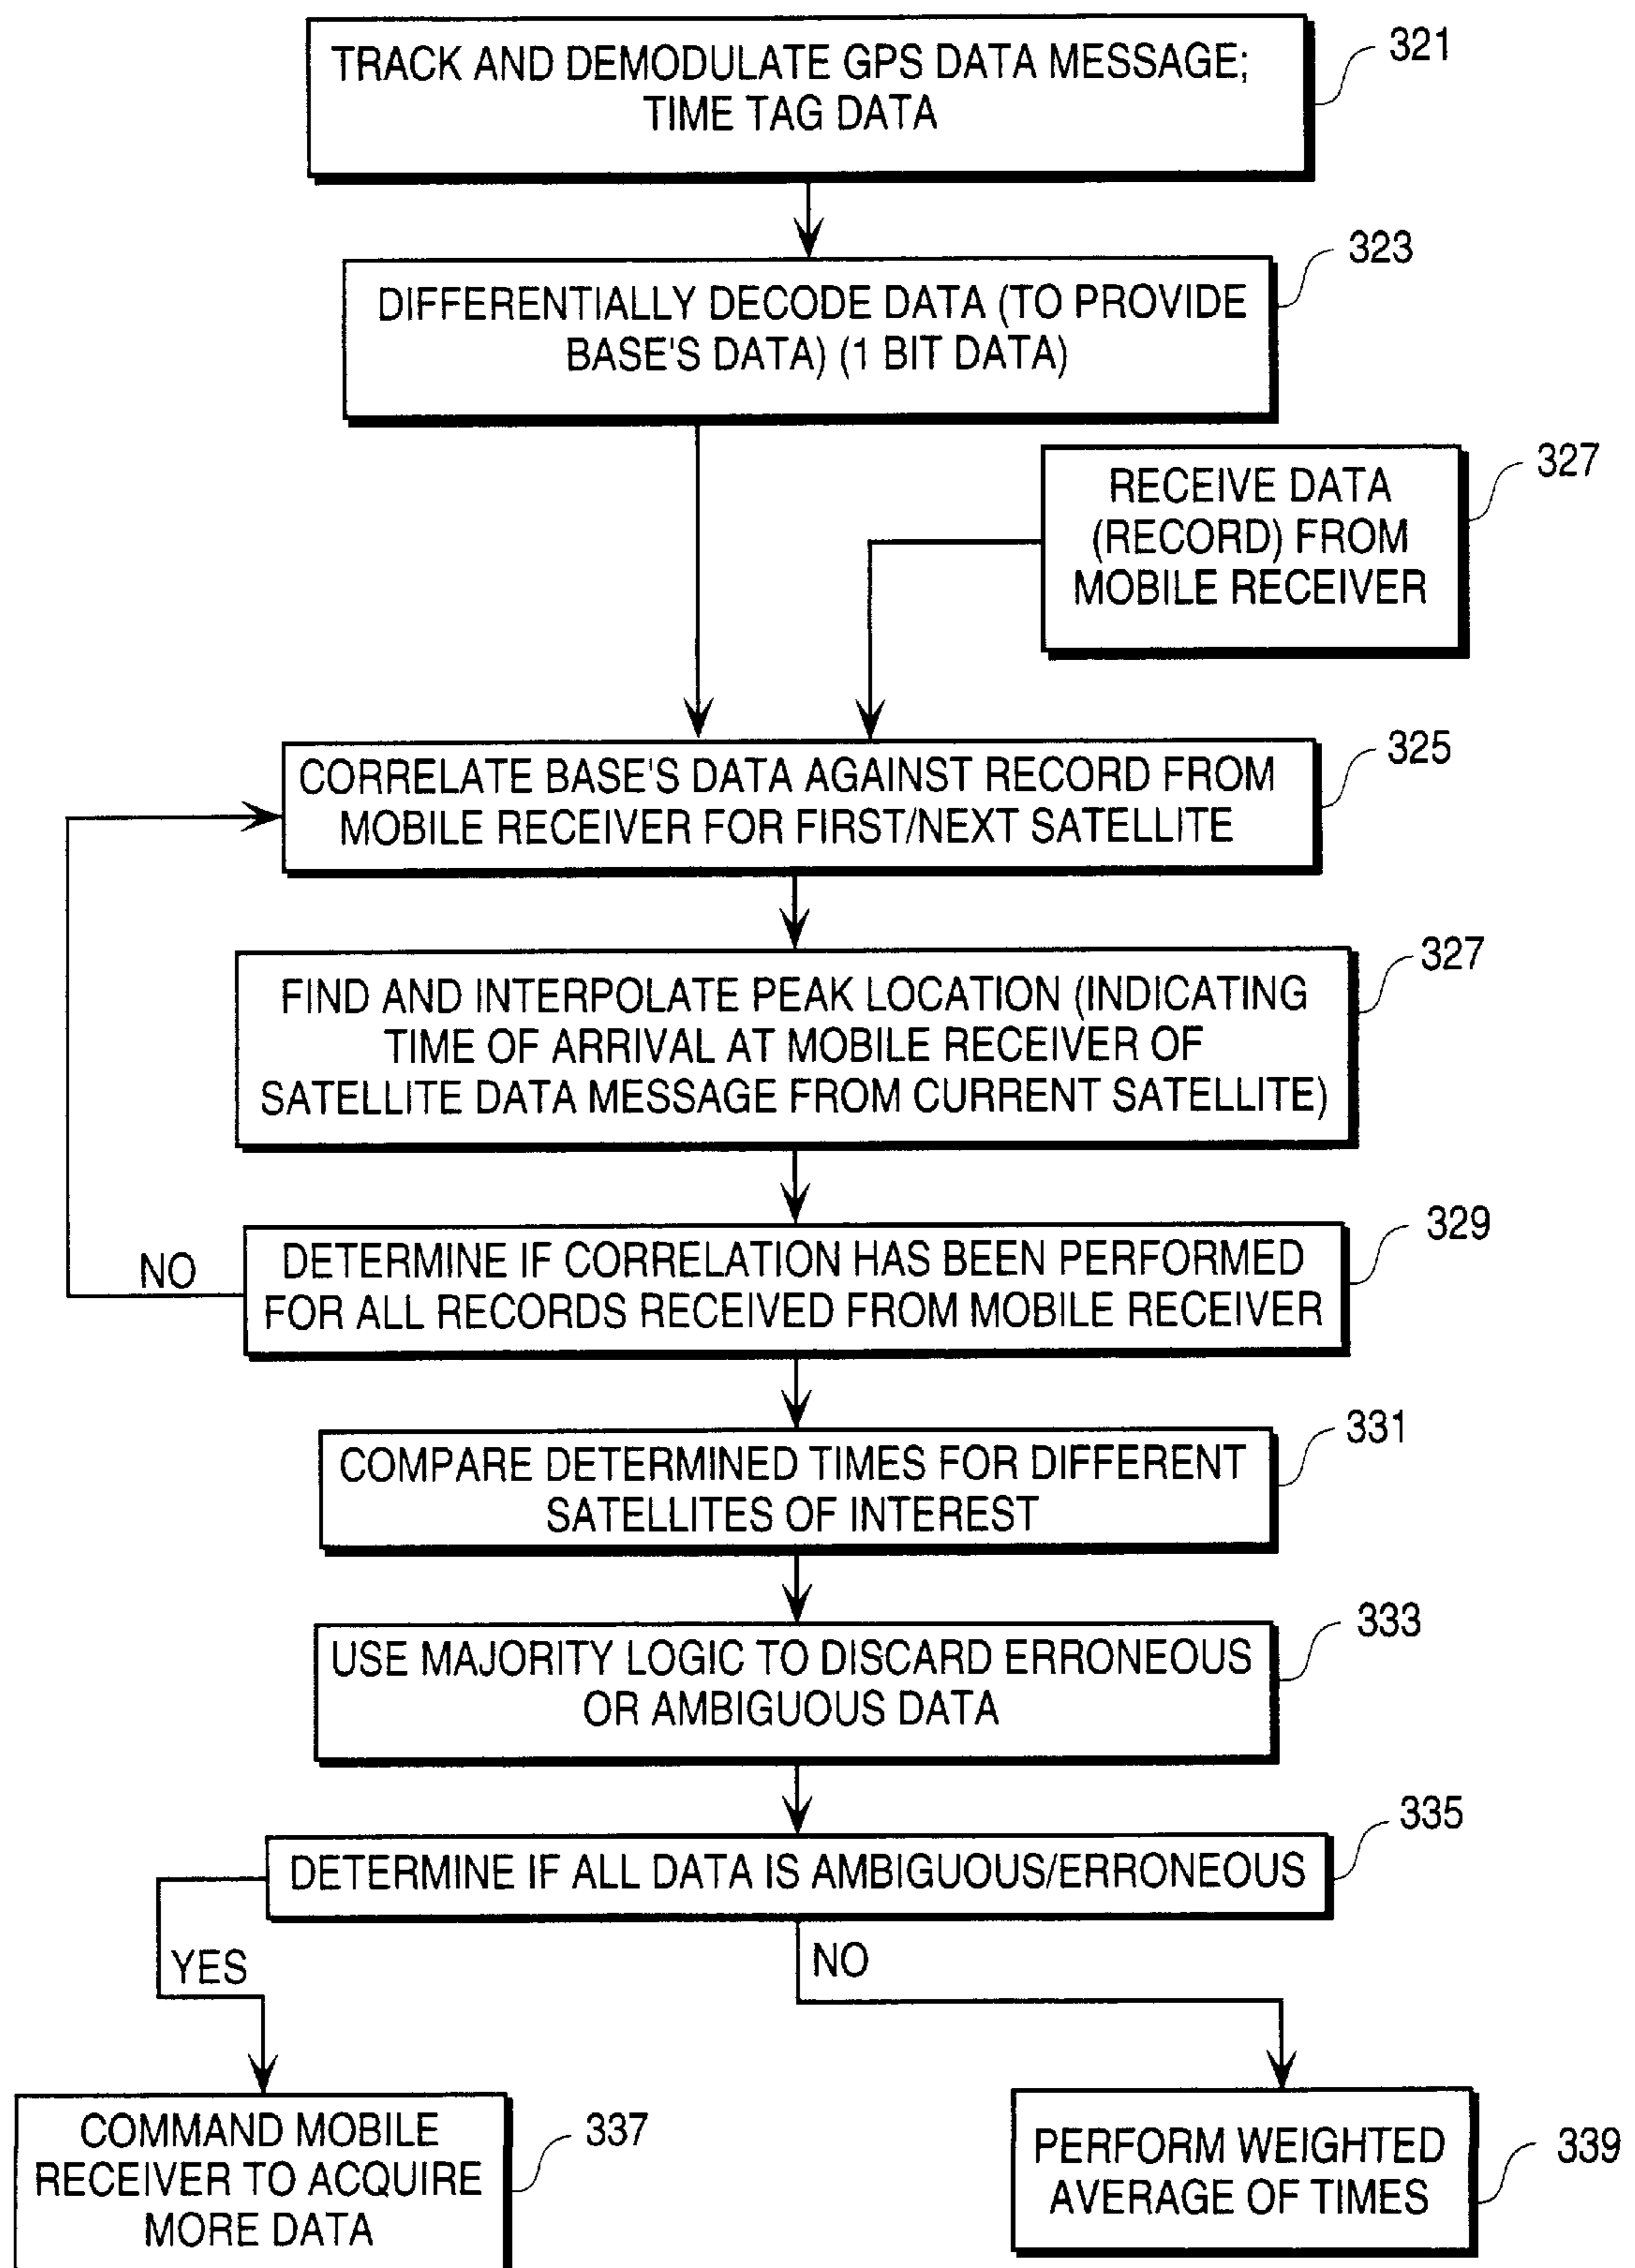 TRACK AND DEMODULATE GPS DATA MESSAGE;
TIME TAG DATA
321
DIFFERENTIALLY DECODE DATA (TO PROVIDE
BASE'S DATA) (1 BIT DATA)
323
RECEIVE DATA
(RECORD) FROM
MOBILE RECEIVER
327
CORRELATE BASE'S DATA AGAINST RECORD FROM
MOBILE RECEIVER FOR FIRST/NEXT SATELLITE
325
FIND AND INTERPOLATE PEAK LOCATION (INDICATING
TIME OF ARRIVAL AT MOBILE RECEIVER OF
SATELLITE DATA MESSAGE FROM CURRENT SATELLITE)
327
DETERMINE IF CORRELATION HAS BEEN PERFORMED
FOR ALL RECORDS RECEIVED FROM MOBILE RECEIVER
329
NO
COMPARE DETERMINED TIMES FOR DIFFERENT
SATELLITES OF INTEREST
331
USE MAJORITY LOGIC TO DISCARD ERRONEOUS
OR AMBIGUOUS DATA
333
DETERMINE IF ALL DATA IS AMBIGUOUS/ERRONEOUS
335
YES
NO
COMMAND MOBILE
RECEIVER TO ACQUIRE
MORE DATA
337
PERFORM WEIGHTED
AVERAGE OF TIMES
339